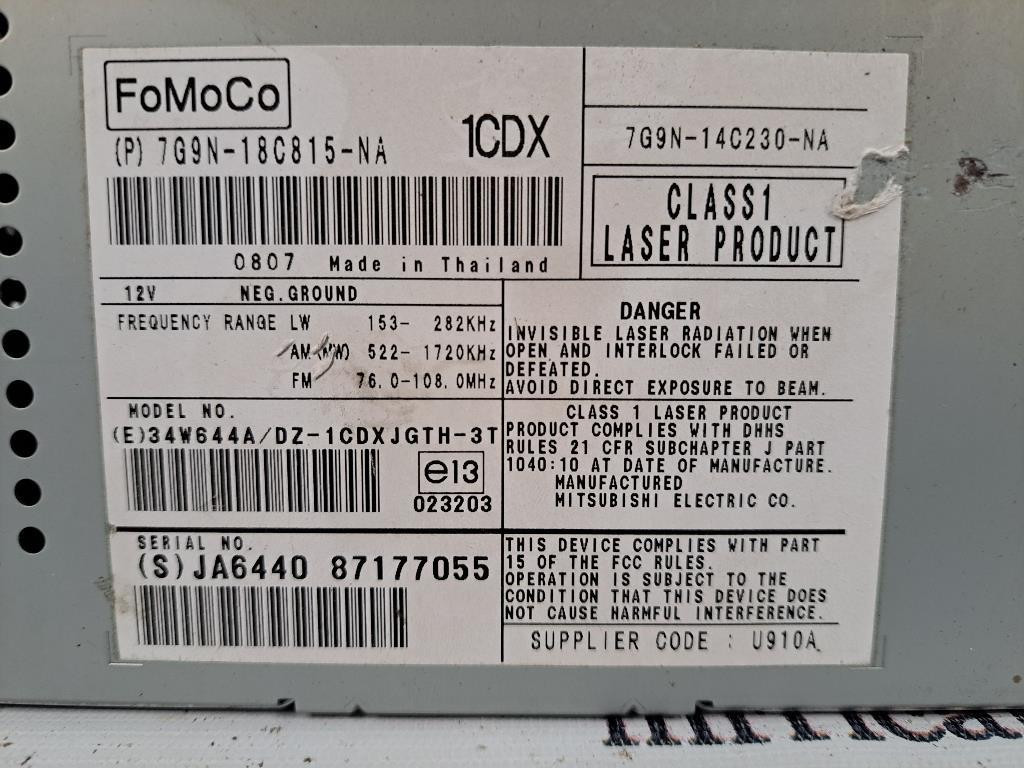 FoMoCo
(P) 7G9N-18C815-NA
1CDX
0807 Made in Thailand
7G9N-14C230-NA
CLASS1
LASER PRODUCT
12V NEG.GROUND
FREQUENCY RANGE LW 153- 282KHz
AM(MW) 522- 1720KHz
FM 76.0-108.0MHz
DANGER
INVISIBLE LASER RADIATION WHEN
OPEN AND INTERLOCK FAILED OR
DEFEATED.
AVOID DIRECT EXPOSURE TO BEAM.
MODEL NO.
(E)34W644A/DZ-1CDXJGTH-3T
e13
023203
CLASS 1 LASER PRODUCT
PRODUCT COMPLIES WITH DHHS
RULES 21 CFR SUBCHAPTER J PART
1040:10 AT DATE OF MANUFACTURE.
MANUFACTURED
MITSUBISHI ELECTRIC CO.
SERIAL NO.
(S)JA6440 87177055
THIS DEVICE COMPLIES WITH PART
15 OF THE FCC RULES.
OPERATION IS SUBJECT TO THE
CONDITION THAT THIS DEVICE DOES
NOT CAUSE HARMFUL INTERFERENCE.
SUPPLIER CODE : U910A